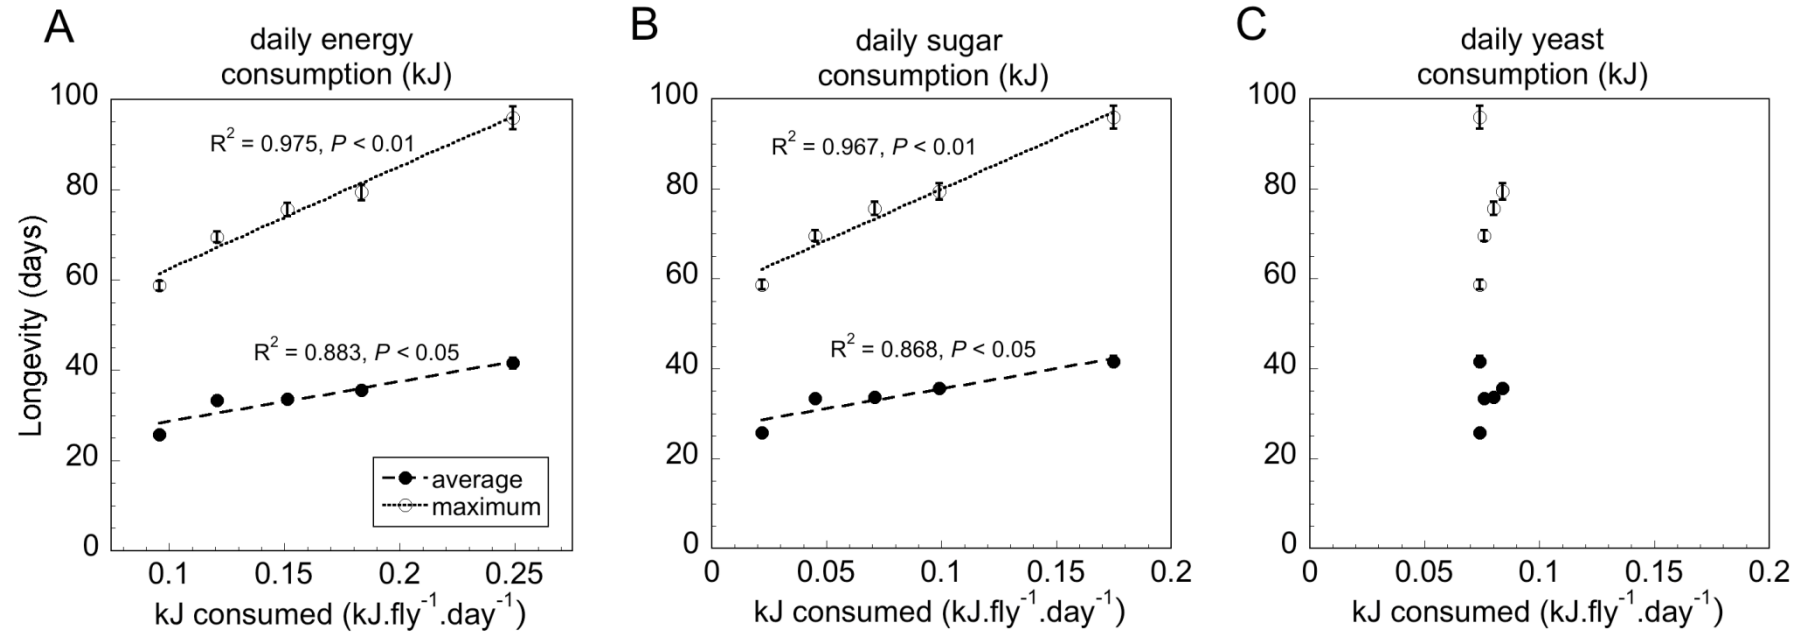 A
daily energy
consumption (kJ)
100
80
60
40
20
0
Longevity (days)
R² = 0.975, P < 0.01
R² = 0.883, P < 0.05
average
maximum
0.1 0.15 0.2 0.25
kJ consumed (kJ.fly⁻¹.day⁻¹)
B
daily sugar
consumption (kJ)
100
80
60
40
20
0
R² = 0.967, P < 0.01
R² = 0.868, P < 0.05
0 0.05 0.1 0.15 0.2
kJ consumed (kJ.fly⁻¹.day⁻¹)
C
daily yeast
consumption (kJ)
100
80
60
40
20
0
0 0.05 0.1 0.15 0.2
kJ consumed (kJ.fly⁻¹.day⁻¹)